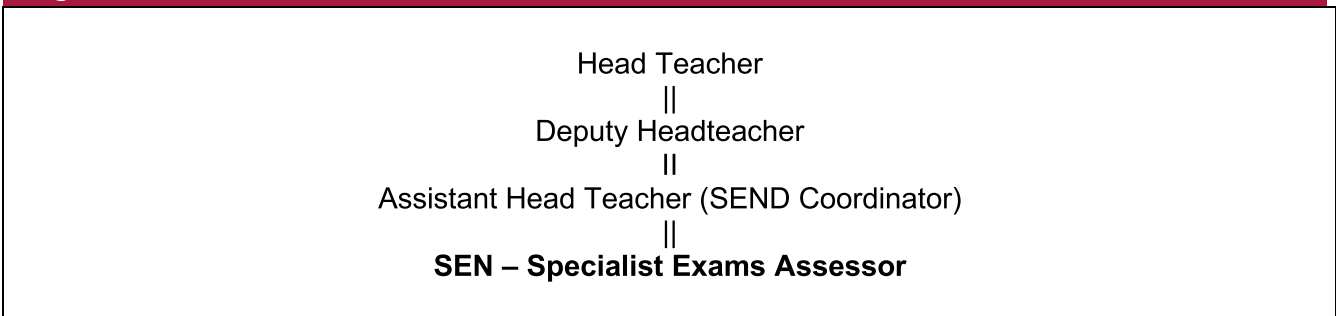 Head Teacher
||
Deputy Headteacher
II
Assistant Head Teacher (SEND Coordinator)
||
SEN – Specialist Exams Assessor